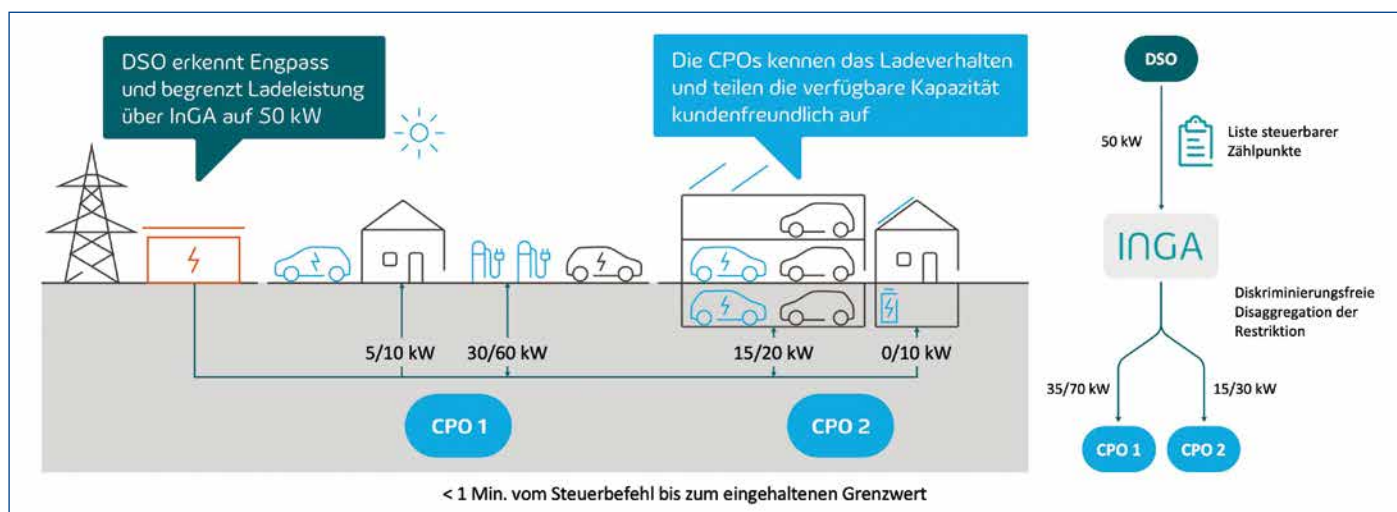 DSO erkennt Engpass
und begrenzt Ladeleistung
über InGA auf 50 kW
Die CPOs kennen das Ladeverhalten
und teilen die verfügbare Kapazität
kundenfreundlich auf
5/10 kW
30/60 kW
15/20 kW
0/10 kW
CPO 1
CPO 2
DSO
50 kW
Liste steuerbarer
Zählpunkte
INGA
Diskriminierungsfreie
Disaggregation der
Restriktion
35/70 kW
15/30 kW
CPO 1
CPO 2
< 1 Min. vom Steuerbefehl bis zum eingehaltenen Grenzwert